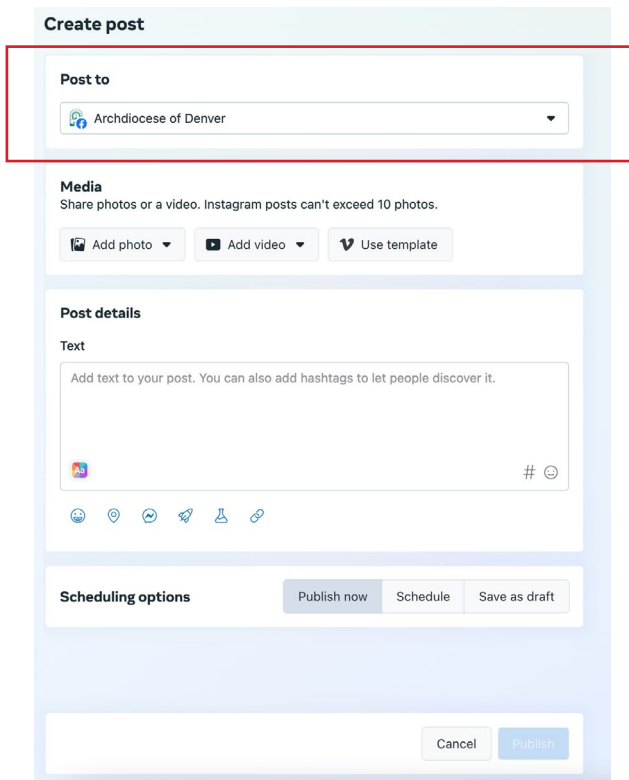 Create post
Post to
Archdiocese of Denver
Media
Share photos or a video. Instagram posts can't exceed 10 photos.
Add photo Add video Use template
Post details
Text
Add text to your post. You can also add hashtags to let people discover it.
Aa #
Scheduling options Publish now Schedule Save as draft
Cancel Publish